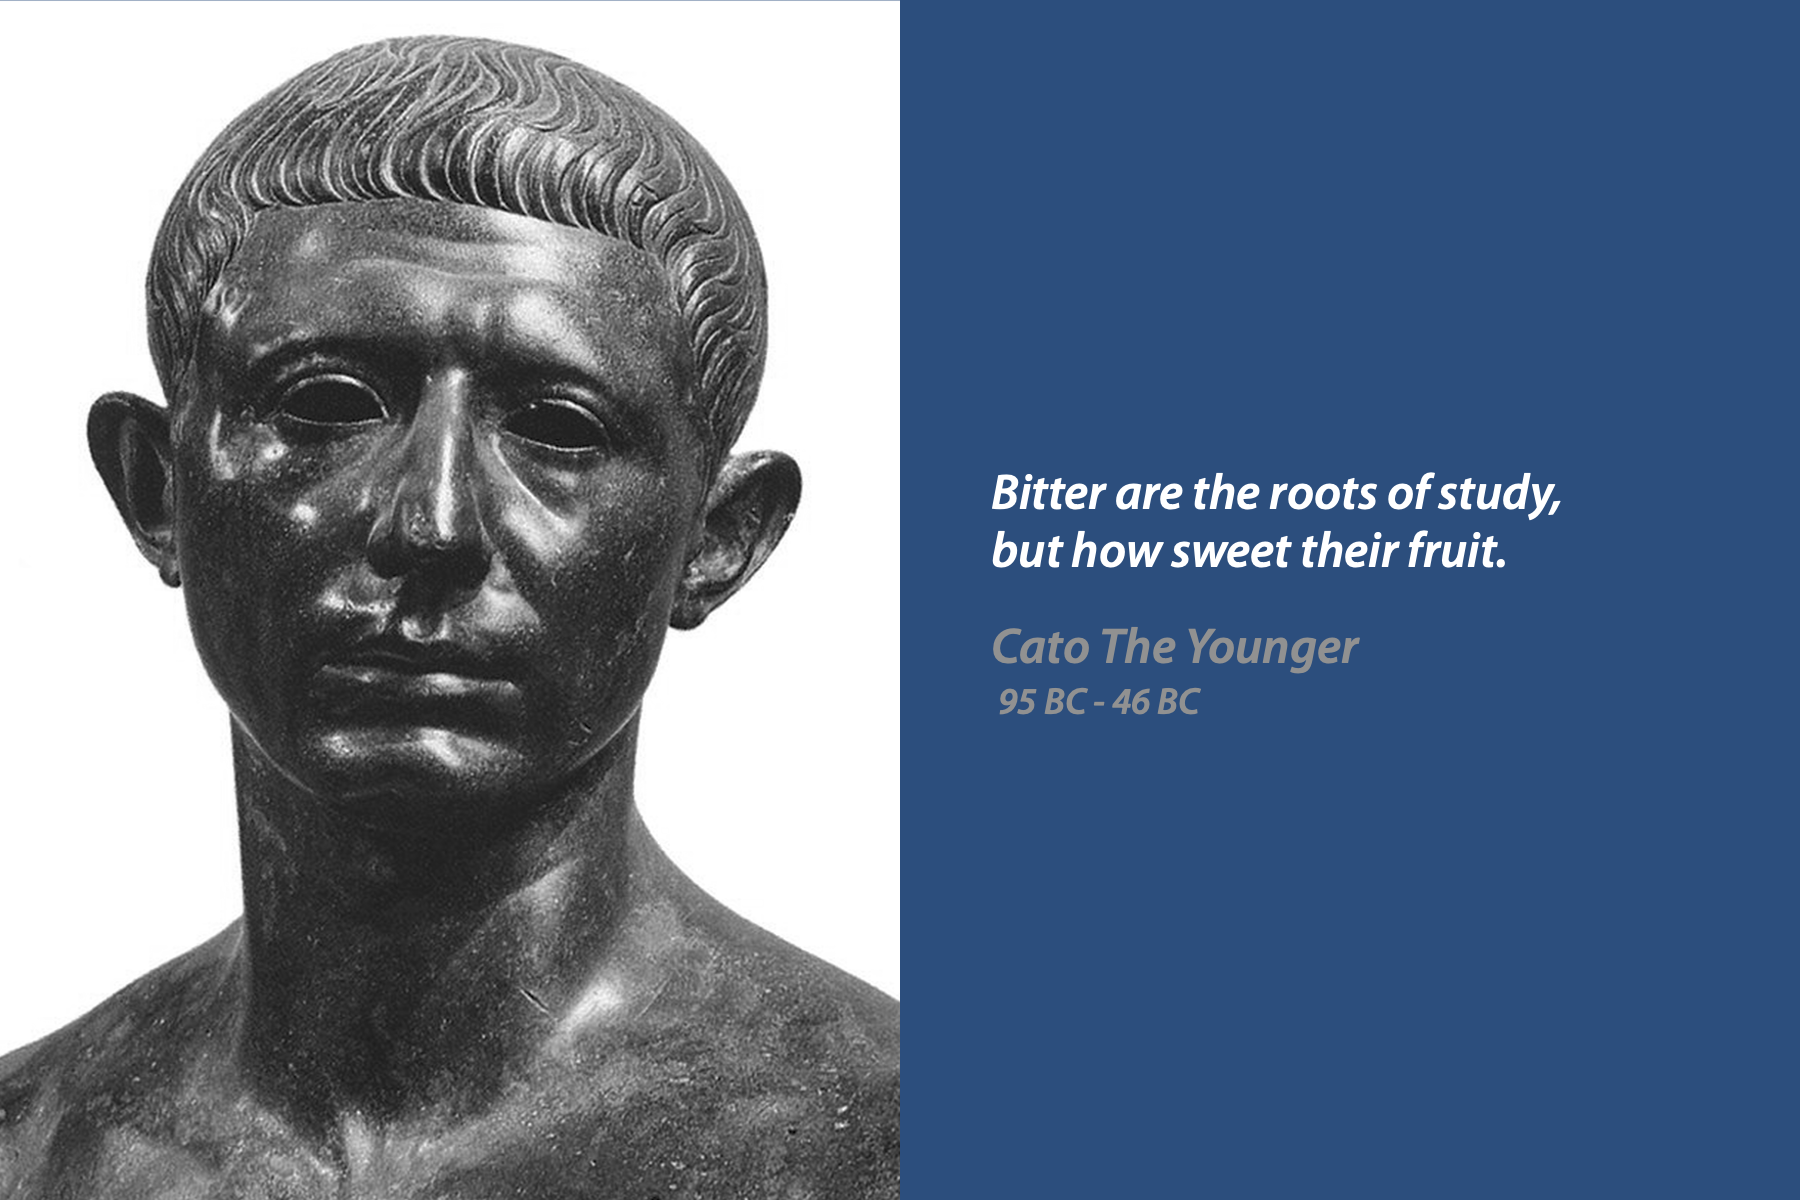 Bitter are the roots of study,
but how sweet their fruit.
Cato The Younger
95 BC - 46 BC